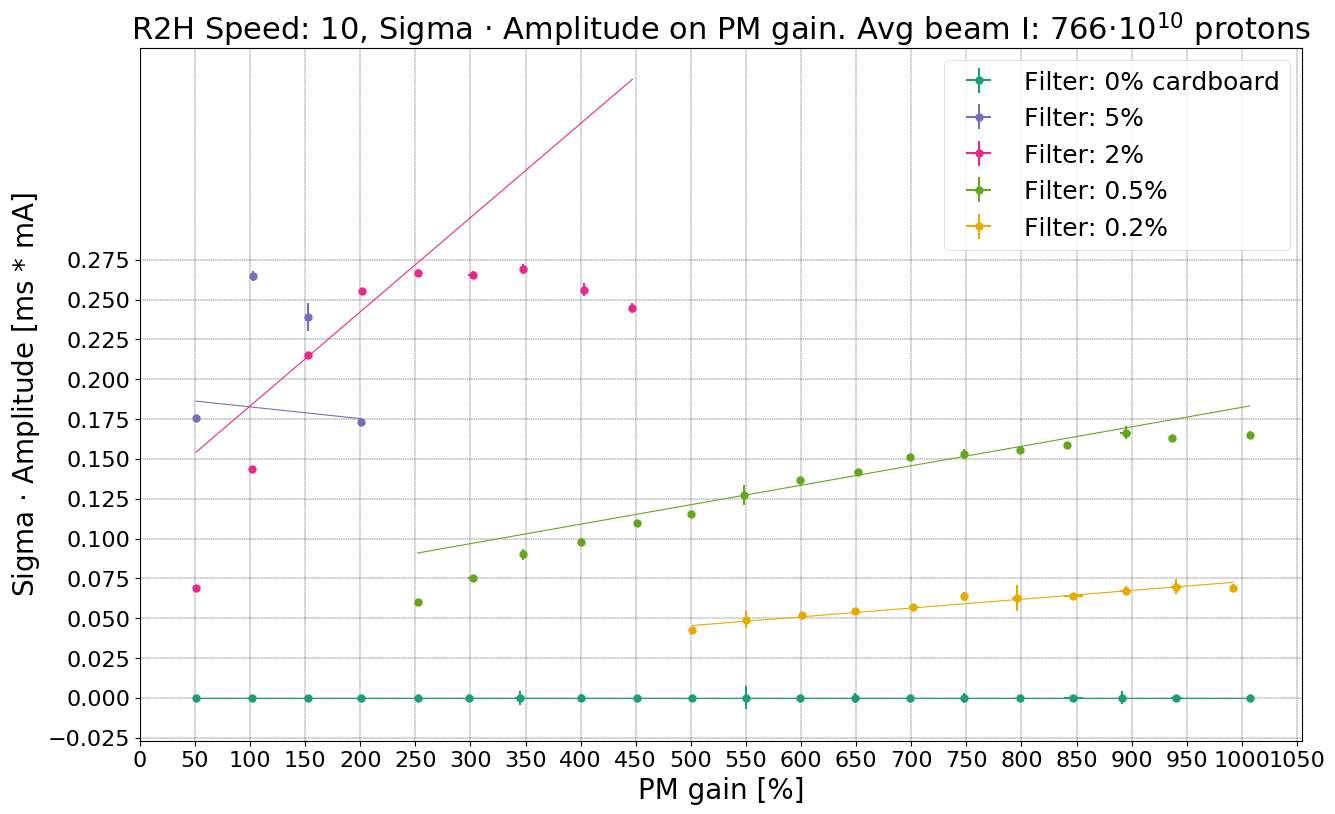 R2H Speed: 10, Sigma · Amplitude on PM gain. Avg beam I: 766·10¹⁰ protons
Filter: 0% cardboard
Filter: 5%
Filter: 2%
Filter: 0.5%
Filter: 0.2%
Sigma · Amplitude [ms * mA]
0.275
0.250
0.225
0.200
0.175
0.150
0.125
0.100
0.075
0.050
0.025
0.000
−0.025
0 50 100 150 200 250 300 350 400 450 500 550 600 650 700 750 800 850 900 950 1000 1050
PM gain [%]